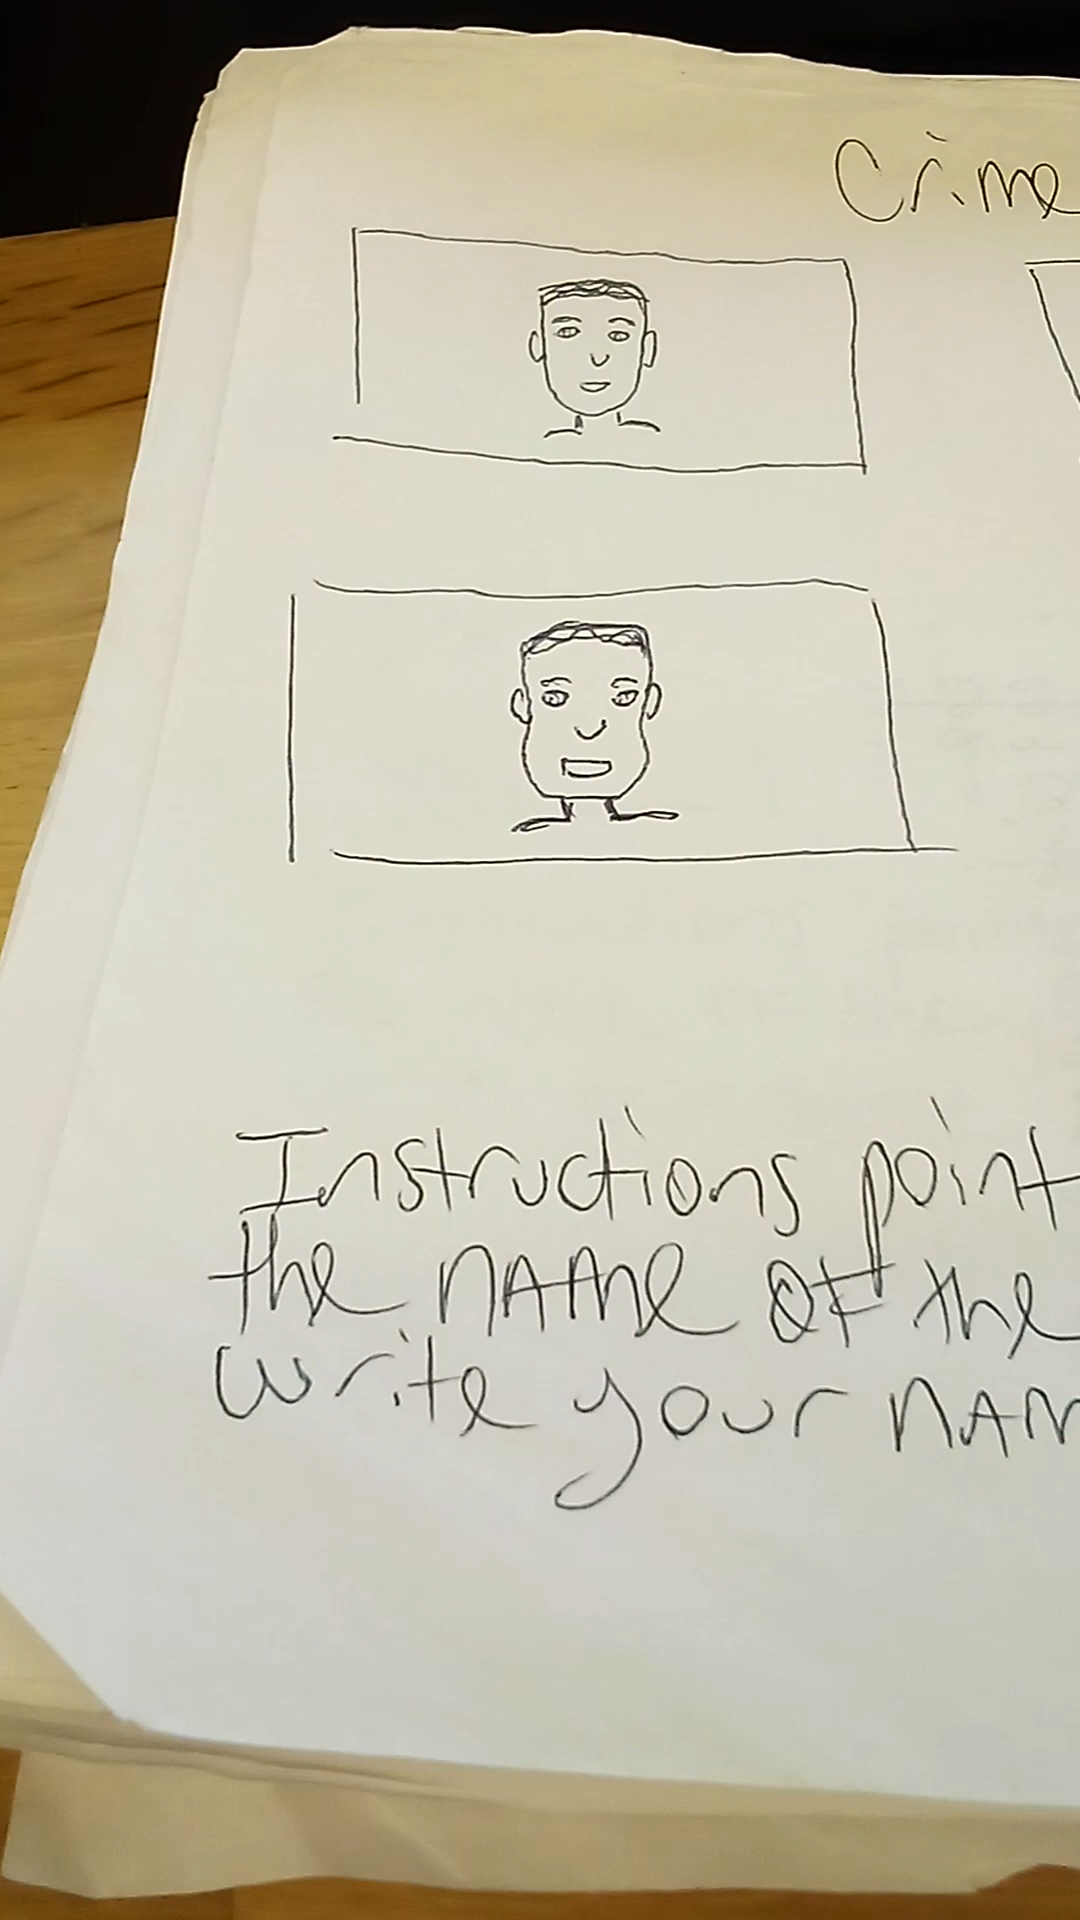 Crime
Instructions point
the NAME of the
write your NAM